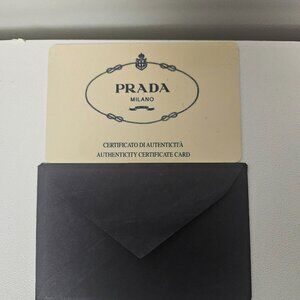 PRADA
MILANO
CERTIFICATO DI AUTENTICITÀ
AUTHENTICITY CERTIFICATE CARD